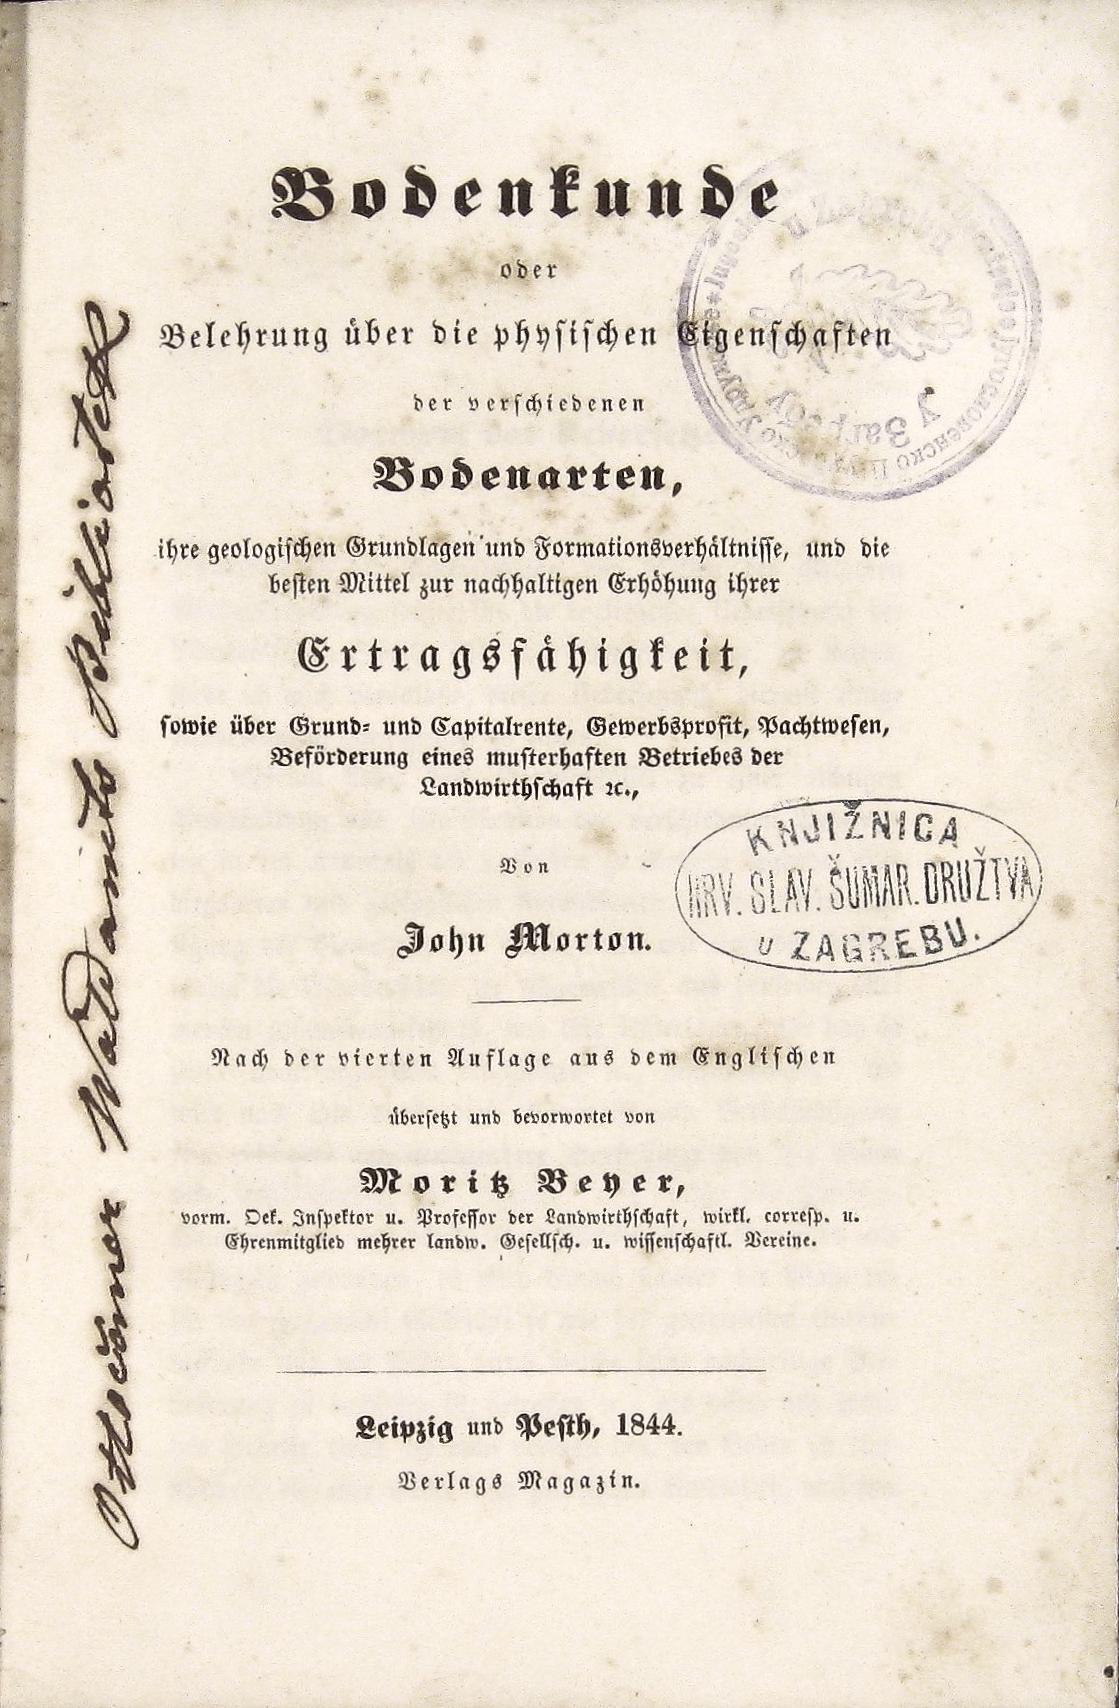 Bodenkunde
oder
Belehrung über die physischen Eigenschaften
der verschiedenen
Bodenarten,
ihre geologischen Grundlagen und Formationsverhältnisse, und die
besten Mittel zur nachhaltigen Erhöhung ihrer
Ertragsfähigkeit,
sowie über Grund- und Capitalrente, Gewerbsprofit, Pachtwesen,
Beförderung eines musterhaften Betriebes der
Landwirthschaft ꝛc.,
Von
John Morton.
Nach der vierten Auflage aus dem Englischen
übersetzt und bevorwortet von
Moritz Beyer,
vorm. Oek. Inspektor u. Professor der Landwirthschaft, wirkl. corresp. u.
Ehrenmitglied mehrer landw. Gesellsch. u. wissenschaftl. Vereine.
Leipzig und Pesth, 1844.
Verlags Magazin.
KNJIŽNICA
HRV. SLAV. ŠUMAR. DRUŽTVA
u ZAGREBU.
u Zagrebu
У Загребу
Bibliothek